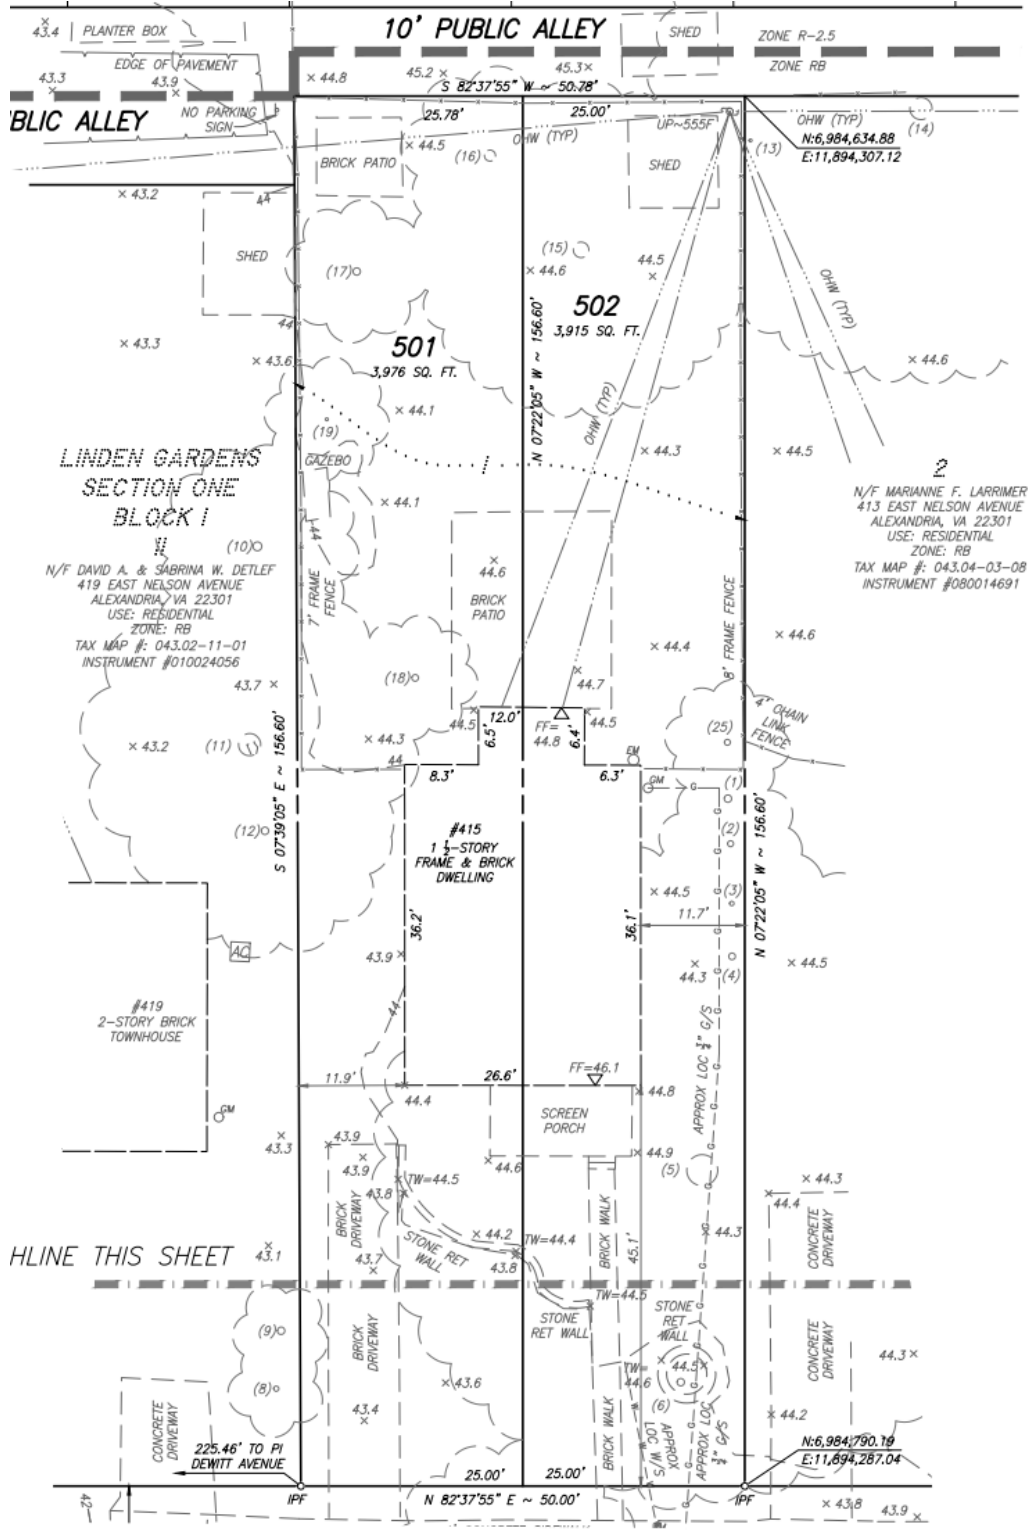 43.4
PLANTER BOX
10' PUBLIC ALLEY
SHED
ZONE R-2.5
EDGE OF PAVEMENT
45.2
45.3
ZONE RB
43.3
43.9
44.8
S 82°37'55" W ~ 50.78'
BLIC ALLEY
NO PARKING
SIGN
25.78'
25.00'
UP~555F
OHW (TYP)
OHW (TYP)
(14)
44.5
(16)
(13)
N:6,984,634.88
E:11,894,307.12
BRICK PATIO
SHED
43.2
44
SHED
(17)
(15)
44.6
44.5
OHW (TYP)
502
3,915 SQ. FT.
44
43.3
43.6
501
3,976 SQ. FT.
N 07°22'05" W ~ 156.60'
44.6
44.1
OHW (TYP)
(19)
GAZEBO
44.3
44.5
LINDEN GARDENS
SECTION ONE
BLOCK I
2
N/F MARIANNE F. LARRIMER
413 EAST NELSON AVENUE
ALEXANDRIA, VA 22301
USE: RESIDENTIAL
ZONE: RB
TAX MAP #: 043.04-03-08
INSTRUMENT #080014691
44.1
44
(10)
N/F DAVID A. & SABRINA W. DETLEF
419 EAST NELSON AVENUE
ALEXANDRIA, VA 22301
USE: RESIDENTIAL
ZONE: RB
TAX MAP #: 043.02-11-01
INSTRUMENT #010024056
7' FRAME
FENCE
44.6
BRICK
PATIO
8' FRAME FENCE
44.6
44.4
43.7
(18)
44.7
4' CHAIN
LINK
FENCE
44.5
12.0'
FF=
44.8
44.5
(25)
43.2
(11)
S 07°39'05" E ~ 156.60'
44.3
44
6.5'
6.4'
EM
8.3'
6.3'
GM
(1)
(12)
#415
1 1/2-STORY
FRAME & BRICK
DWELLING
(2)
N 07°22'05" W ~ 156.60'
44.5
(3)
36.2'
36.1'
11.7'
AC
43.9
44.3
(4)
44.5
#419
2-STORY BRICK
TOWNHOUSE
44
APPROX LOC 3/4" G/S
FF=46.1
11.9'
26.6'
44.4
44.8
GM
SCREEN
PORCH
43.3
43.9
43.9
44.6
44.9
(5)
44.3
TW=44.5
43.8
44.4
BRICK
DRIVEWAY
STONE RET
WALL
44.2
TW=44.4
43.8
BRICK WALK
45.1'
44.3
CONCRETE
DRIVEWAY
HLINE THIS SHEET
43.1
43.7
TW=44.5
STONE
RET WALL
STONE
RET
WALL
(9)
BRICK
DRIVEWAY
CONCRETE
DRIVEWAY
44.3
TW=
44.6
44.5
(8)
43.6
(6)
43.4
44.2
CONCRETE
DRIVEWAY
BRICK WALK
APPROX
LOC W/S
APPROX LOC
3/4" G/S
225.46' TO PI
DEWITT AVENUE
N:6,984,790.19
E:11,894,287.04
25.00'
25.00'
42
IPF
N 82°37'55" E ~ 50.00'
IPF
43.8
43.9